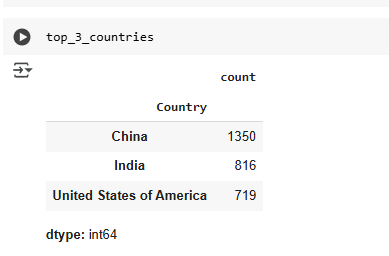 top_3_countries
count
Country
China 1350
India 816
United States of America 719
dtype: int64